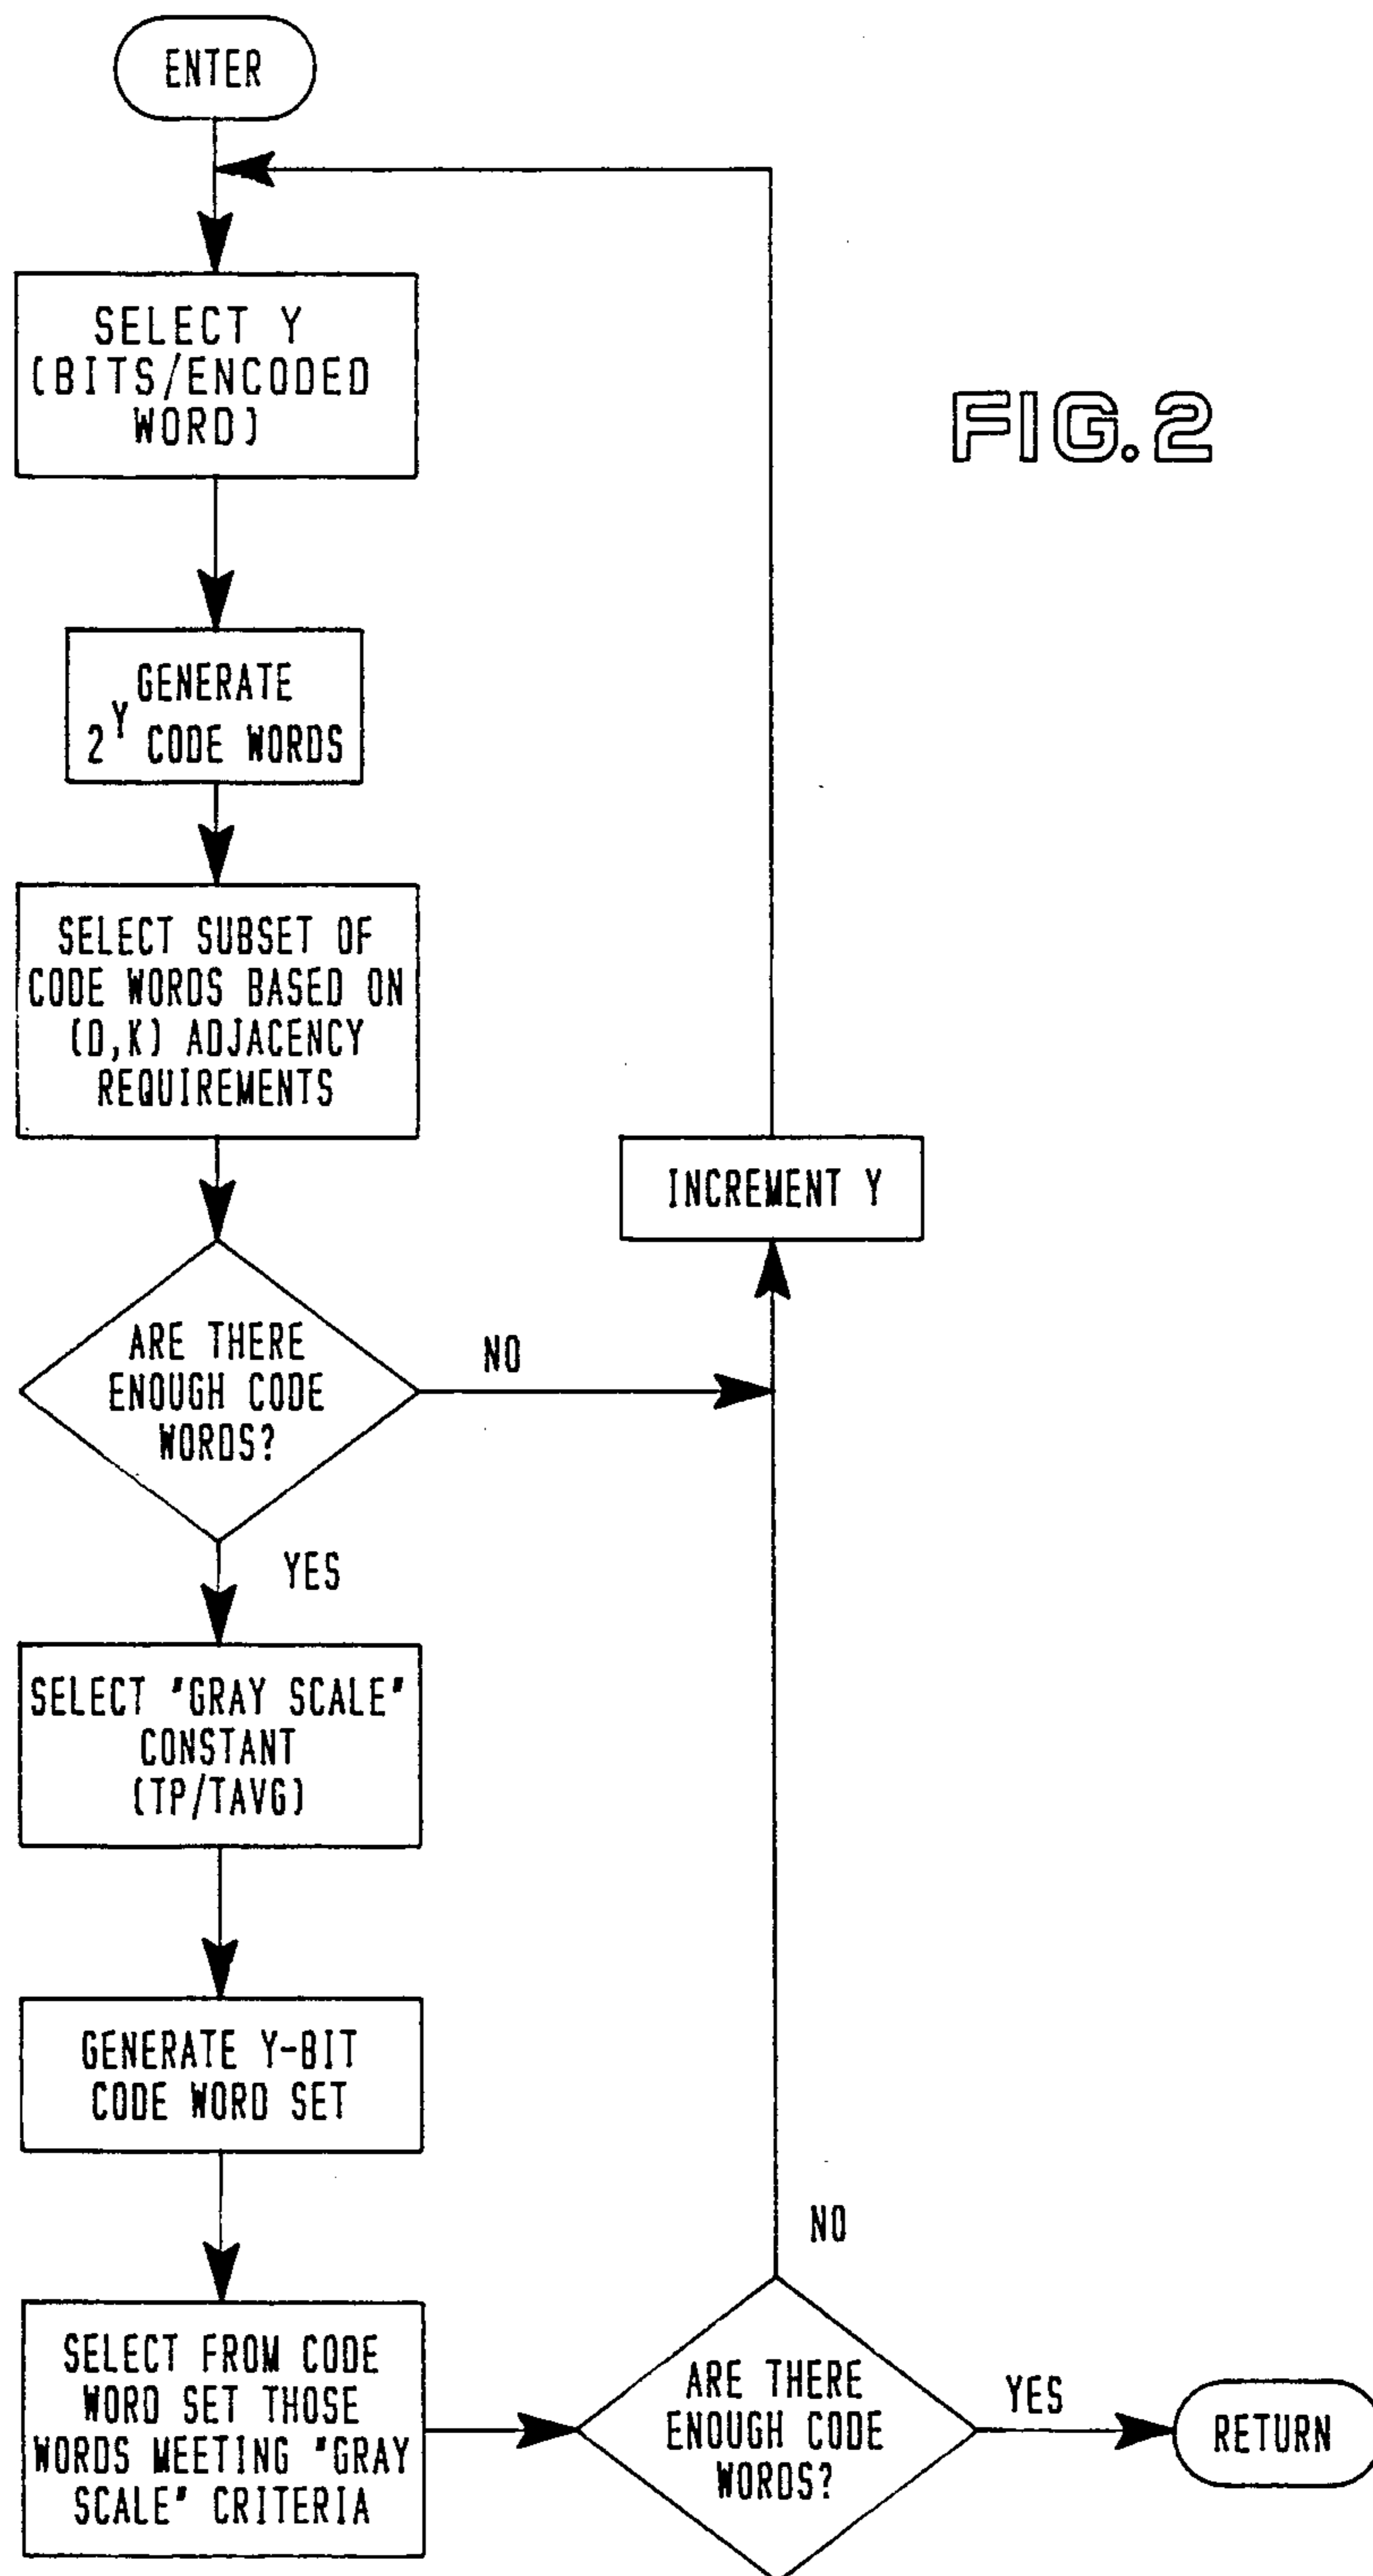 ENTER
SELECT Y
(BITS/ENCODED
WORD)
FIG.2
GENERATE
2^Y CODE WORDS
SELECT SUBSET OF
CODE WORDS BASED ON
(D,K) ADJACENCY
REQUIREMENTS
INCREMENT Y
ARE THERE
ENOUGH CODE
WORDS?
NO
YES
SELECT "GRAY SCALE"
CONSTANT
(TP/TAVG)
GENERATE Y-BIT
CODE WORD SET
NO
SELECT FROM CODE
WORD SET THOSE
WORDS MEETING "GRAY
SCALE" CRITERIA
ARE THERE
ENOUGH CODE
WORDS?
YES
RETURN